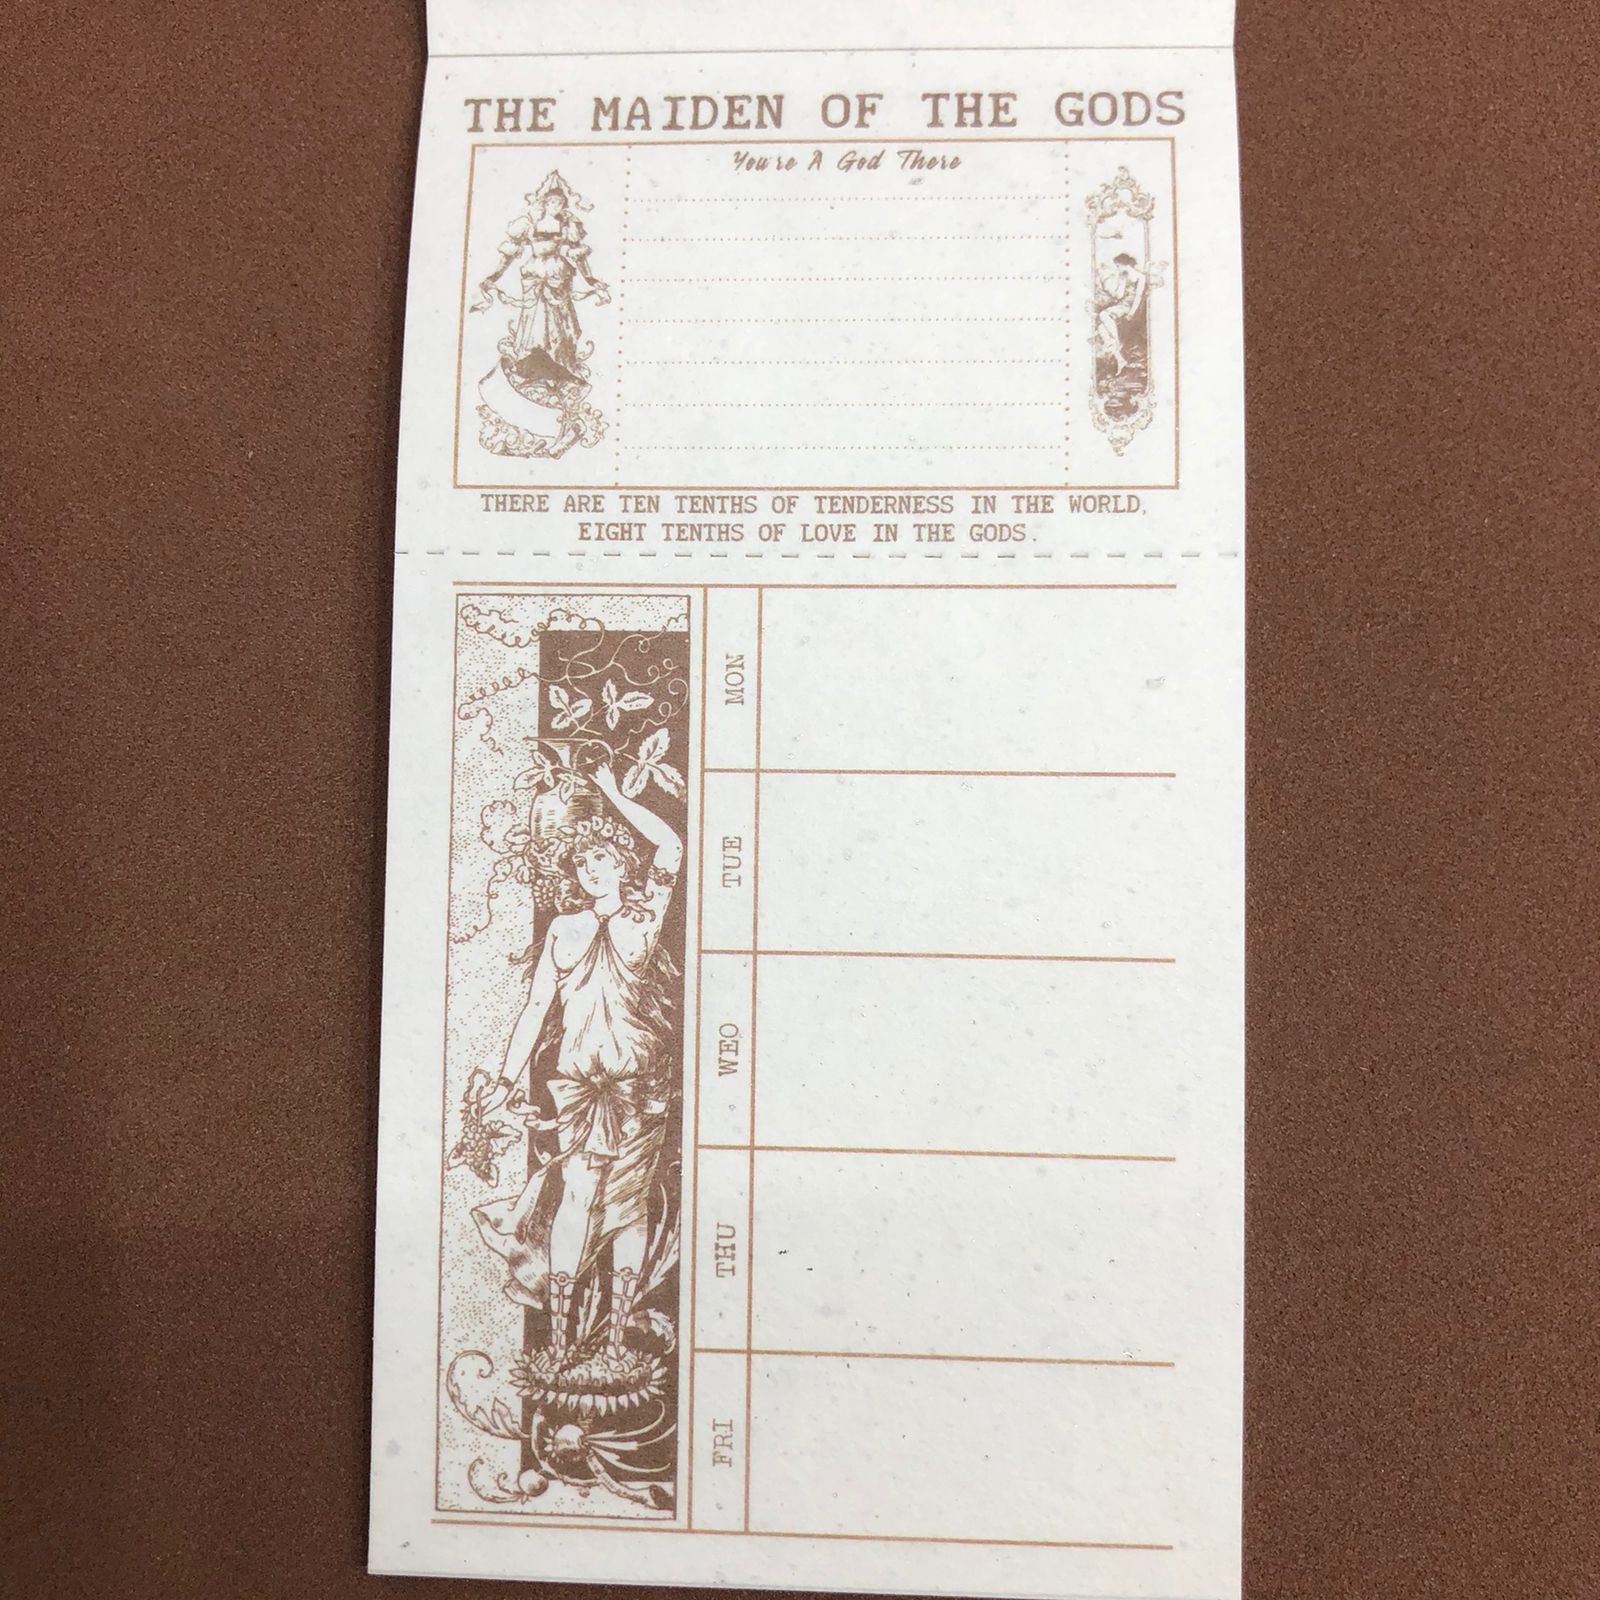 THE MAIDEN OF THE GODS
You're A God There
THERE ARE TEN TENTHS OF TENDERNESS IN THE WORLD,
EIGHT TENTHS OF LOVE IN THE GODS.
MON
TUE
WEO
THU
FRI